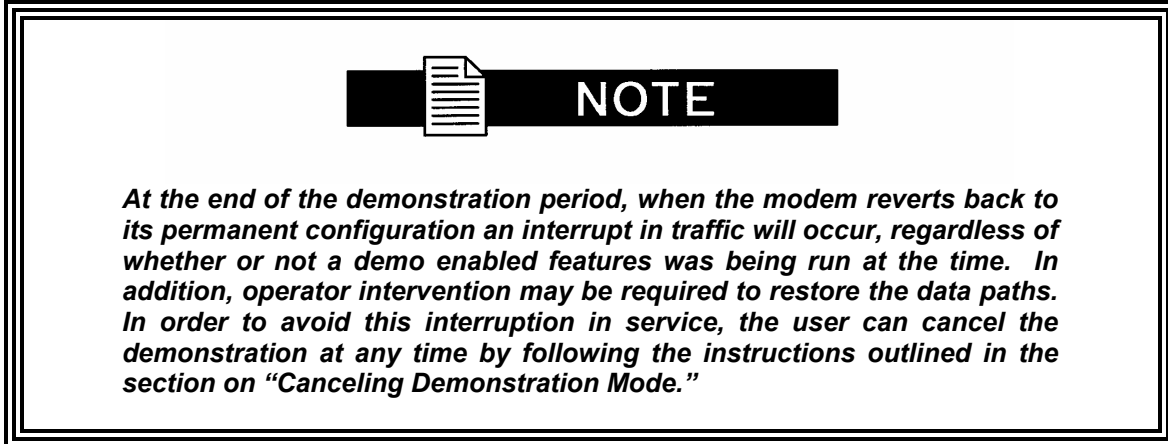 NOTE
At the end of the demonstration period, when the modem reverts back to
its permanent configuration an interrupt in traffic will occur, regardless of
whether or not a demo enabled features was being run at the time.  In
addition, operator intervention may be required to restore the data paths.
In order to avoid this interruption in service, the user can cancel the
demonstration at any time by following the instructions outlined in the
section on “Canceling Demonstration Mode.”